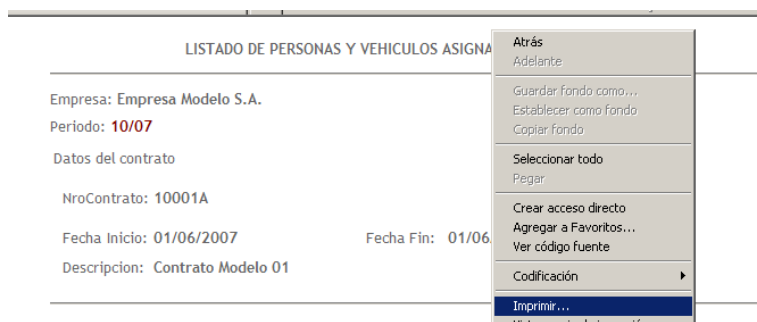 LISTADO DE PERSONAS Y VEHICULOS ASIGNA
Empresa: Empresa Modelo S.A.
Periodo: 10/07
Datos del contrato
NroContrato: 10001A
Fecha Inicio: 01/06/2007 Fecha Fin: 01/06
Descripcion: Contrato Modelo 01
Atrás
Adelante
Guardar fondo como...
Establecer como fondo
Copiar fondo
Seleccionar todo
Pegar
Crear acceso directo
Agregar a Favoritos...
Ver código fuente
Codificación
Imprimir...